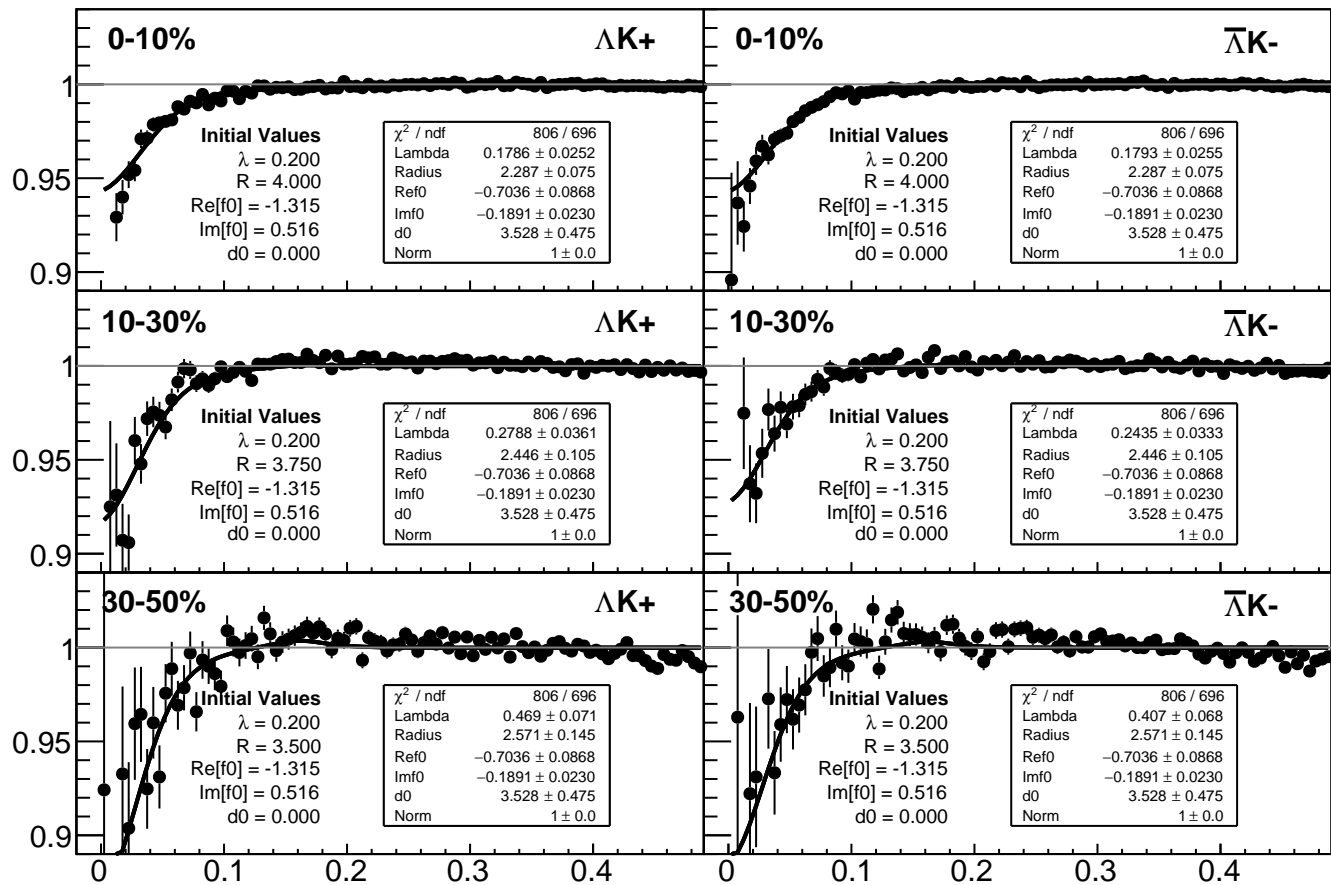 0-10%
ΛK+
1
0.95
0.9
Initial Values
λ = 0.200
R = 4.000
Re[f0] = -1.315
Im[f0] = 0.516
d0 = 0.000
χ² / ndf 806 / 696
Lambda 0.1786 ± 0.0252
Radius 2.287 ± 0.075
Ref0 −0.7036 ± 0.0868
Imf0 −0.1891 ± 0.0230
d0 3.528 ± 0.475
Norm 1 ± 0.0
0-10%
Λ̅K-
Initial Values
λ = 0.200
R = 4.000
Re[f0] = -1.315
Im[f0] = 0.516
d0 = 0.000
χ² / ndf 806 / 696
Lambda 0.1793 ± 0.0255
Radius 2.287 ± 0.075
Ref0 −0.7036 ± 0.0868
Imf0 −0.1891 ± 0.0230
d0 3.528 ± 0.475
Norm 1 ± 0.0
10-30%
ΛK+
1
0.95
0.9
Initial Values
λ = 0.200
R = 3.750
Re[f0] = -1.315
Im[f0] = 0.516
d0 = 0.000
χ² / ndf 806 / 696
Lambda 0.2788 ± 0.0361
Radius 2.446 ± 0.105
Ref0 −0.7036 ± 0.0868
Imf0 −0.1891 ± 0.0230
d0 3.528 ± 0.475
Norm 1 ± 0.0
10-30%
Λ̅K-
Initial Values
λ = 0.200
R = 3.750
Re[f0] = -1.315
Im[f0] = 0.516
d0 = 0.000
χ² / ndf 806 / 696
Lambda 0.2435 ± 0.0333
Radius 2.446 ± 0.105
Ref0 −0.7036 ± 0.0868
Imf0 −0.1891 ± 0.0230
d0 3.528 ± 0.475
Norm 1 ± 0.0
30-50%
ΛK+
1
0.95
0.9
Initial Values
λ = 0.200
R = 3.500
Re[f0] = -1.315
Im[f0] = 0.516
d0 = 0.000
χ² / ndf 806 / 696
Lambda 0.469 ± 0.071
Radius 2.571 ± 0.145
Ref0 −0.7036 ± 0.0868
Imf0 −0.1891 ± 0.0230
d0 3.528 ± 0.475
Norm 1 ± 0.0
0 0.1 0.2 0.3 0.4
30-50%
Λ̅K-
Initial Values
λ = 0.200
R = 3.500
Re[f0] = -1.315
Im[f0] = 0.516
d0 = 0.000
χ² / ndf 806 / 696
Lambda 0.407 ± 0.068
Radius 2.571 ± 0.145
Ref0 −0.7036 ± 0.0868
Imf0 −0.1891 ± 0.0230
d0 3.528 ± 0.475
Norm 1 ± 0.0
0 0.1 0.2 0.3 0.4